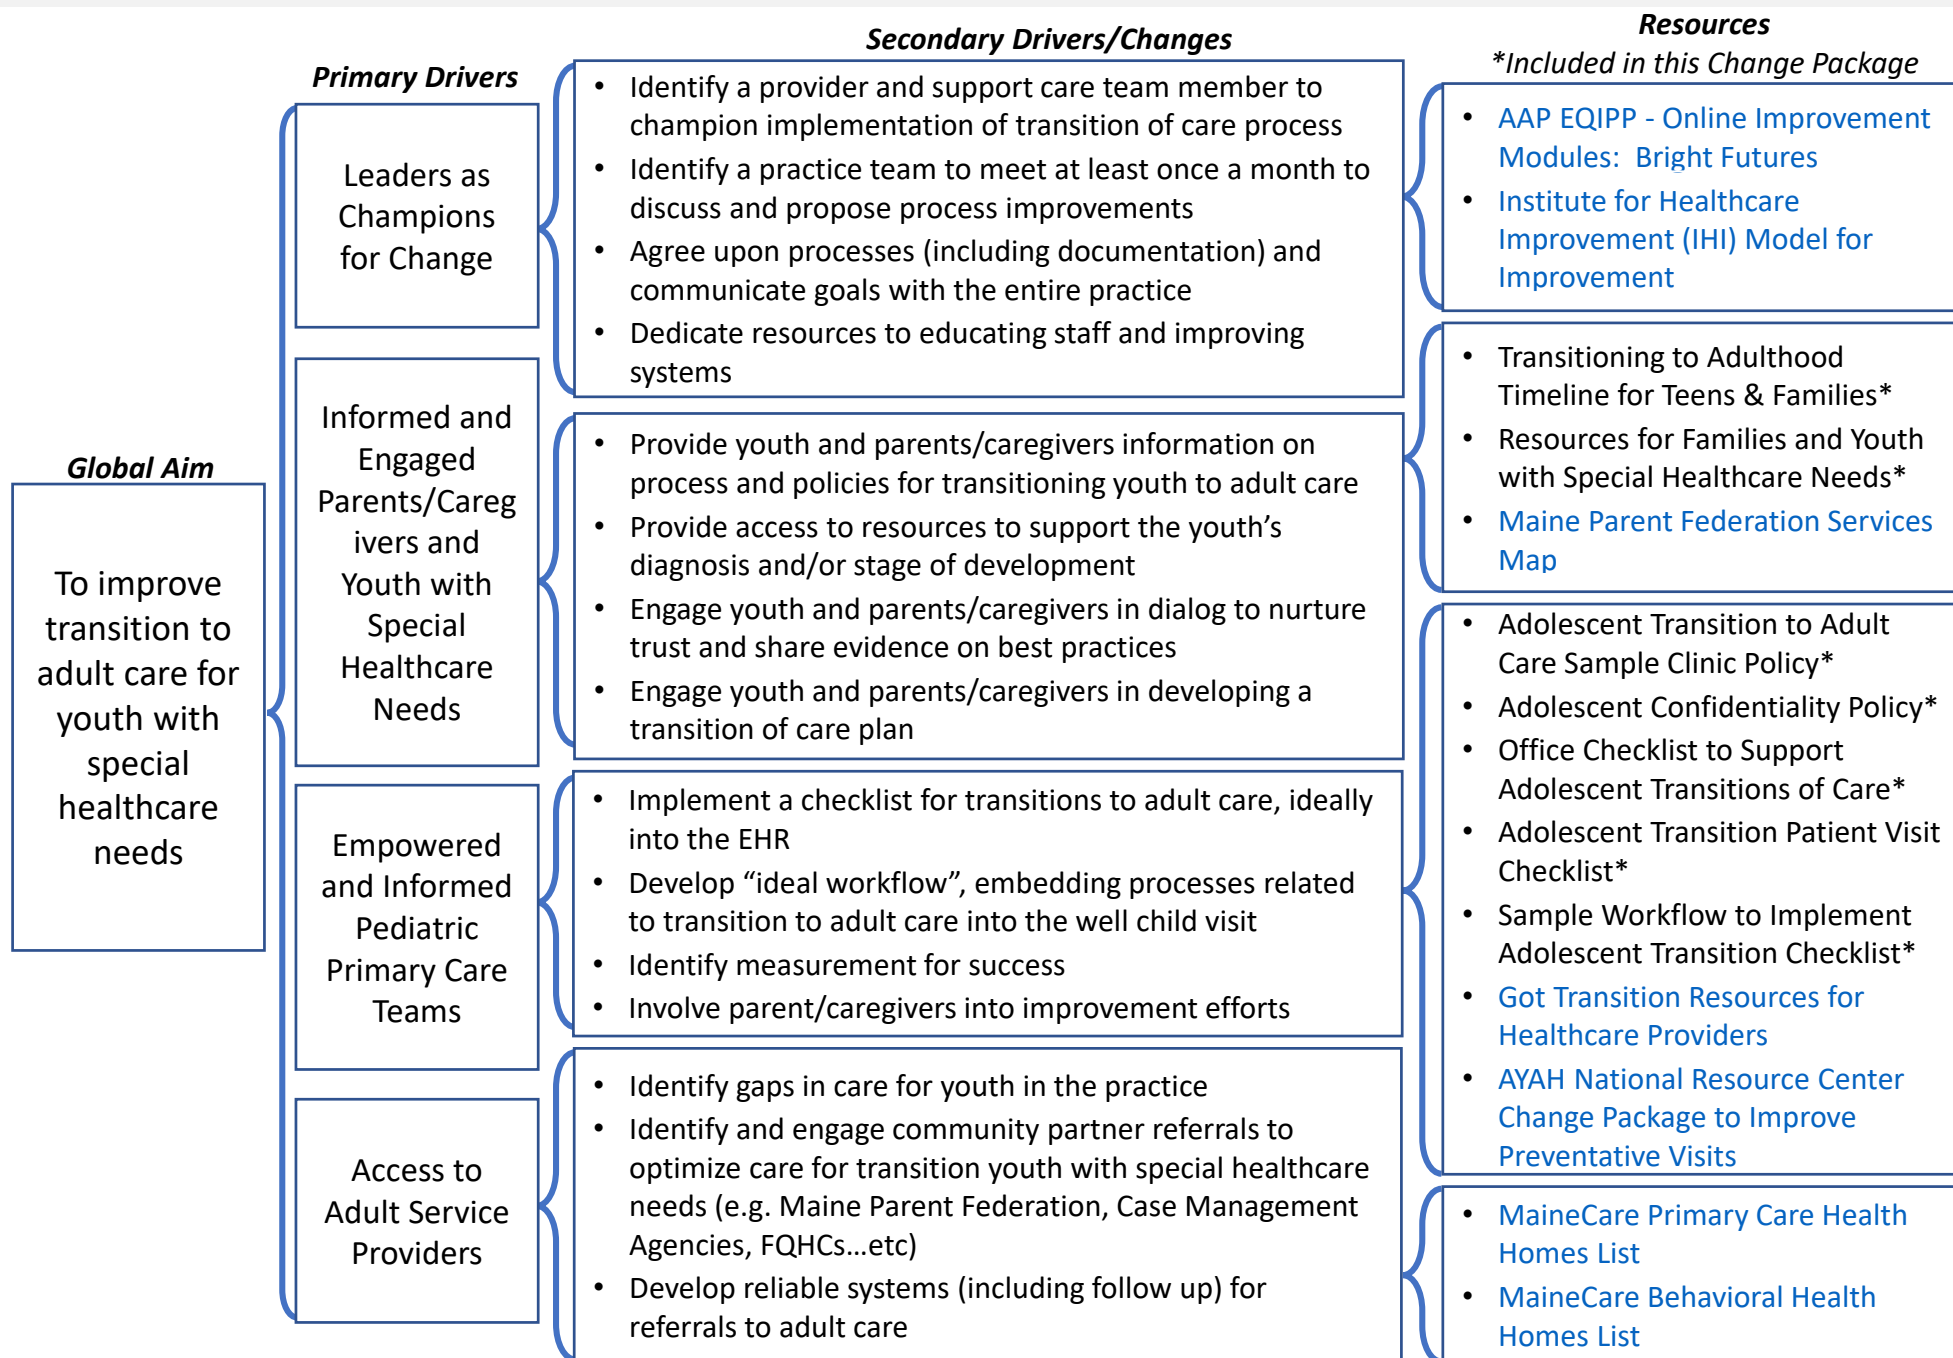 Global Aim
To improve
transition to
adult care for
youth with
special
healthcare
needs
Primary Drivers
Leaders as
Champions
for Change
Informed and
Engaged
Parents/Careg
ivers and
Youth with
Special
Healthcare
Needs
Empowered
and Informed
Pediatric
Primary Care
Teams
Access to
Adult Service
Providers
Secondary Drivers/Changes
• Identify a provider and support care team member to
champion implementation of transition of care process
• Identify a practice team to meet at least once a month to
discuss and propose process improvements
• Agree upon processes (including documentation) and
communicate goals with the entire practice
• Dedicate resources to educating staff and improving
systems
• Provide youth and parents/caregivers information on
process and policies for transitioning youth to adult care
• Provide access to resources to support the youth’s
diagnosis and/or stage of development
• Engage youth and parents/caregivers in dialog to nurture
trust and share evidence on best practices
• Engage youth and parents/caregivers in developing a
transition of care plan
• Implement a checklist for transitions to adult care, ideally
into the EHR
• Develop “ideal workflow”, embedding processes related
to transition to adult care into the well child visit
• Identify measurement for success
• Involve parent/caregivers into improvement efforts
• Identify gaps in care for youth in the practice
• Identify and engage community partner referrals to
optimize care for transition youth with special healthcare
needs (e.g. Maine Parent Federation, Case Management
Agencies, FQHCs…etc)
• Develop reliable systems (including follow up) for
referrals to adult care
Resources
*Included in this Change Package
• AAP EQIPP - Online Improvement
Modules:  Bright Futures
• Institute for Healthcare
Improvement (IHI) Model for
Improvement
• Transitioning to Adulthood
Timeline for Teens & Families*
• Resources for Families and Youth
with Special Healthcare Needs*
• Maine Parent Federation Services
Map
• Adolescent Transition to Adult
Care Sample Clinic Policy*
• Adolescent Confidentiality Policy*
• Office Checklist to Support
Adolescent Transitions of Care*
• Adolescent Transition Patient Visit
Checklist*
• Sample Workflow to Implement
Adolescent Transition Checklist*
• Got Transition Resources for
Healthcare Providers
• AYAH National Resource Center
Change Package to Improve
Preventative Visits
• MaineCare Primary Care Health
Homes List
• MaineCare Behavioral Health
Homes List